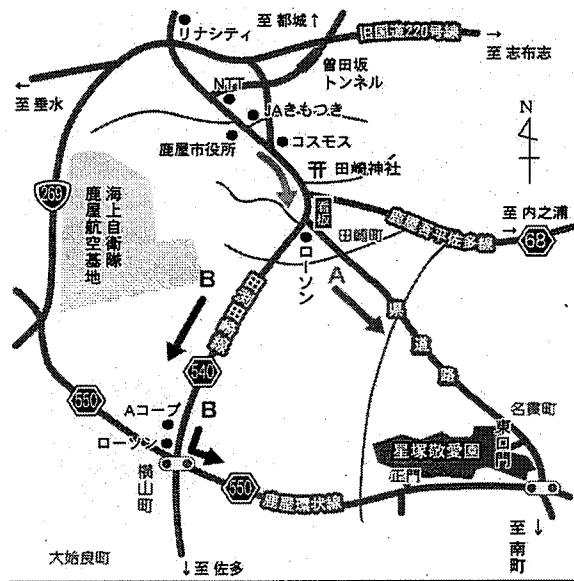 リナシティ
至 都城↑
旧国道220号線
→
至 志布志
曽田坂
トンネル
←
至 垂水
NTT
JAきもつき
鹿屋市役所
コスモス
N
田崎神社
269
海上自衛隊
鹿屋航空基地
看板
田崎町
鹿屋吾平佐多線
至 内之浦
→
68
ローソン
B
A
田崎線
県道路
540
550
Aコープ
B
ローソン
名貫町
東口門
星塚敬愛園
正門
横山町
550
鹿屋環状線
至 ↓
南町
大姶良町
↓至 佐多